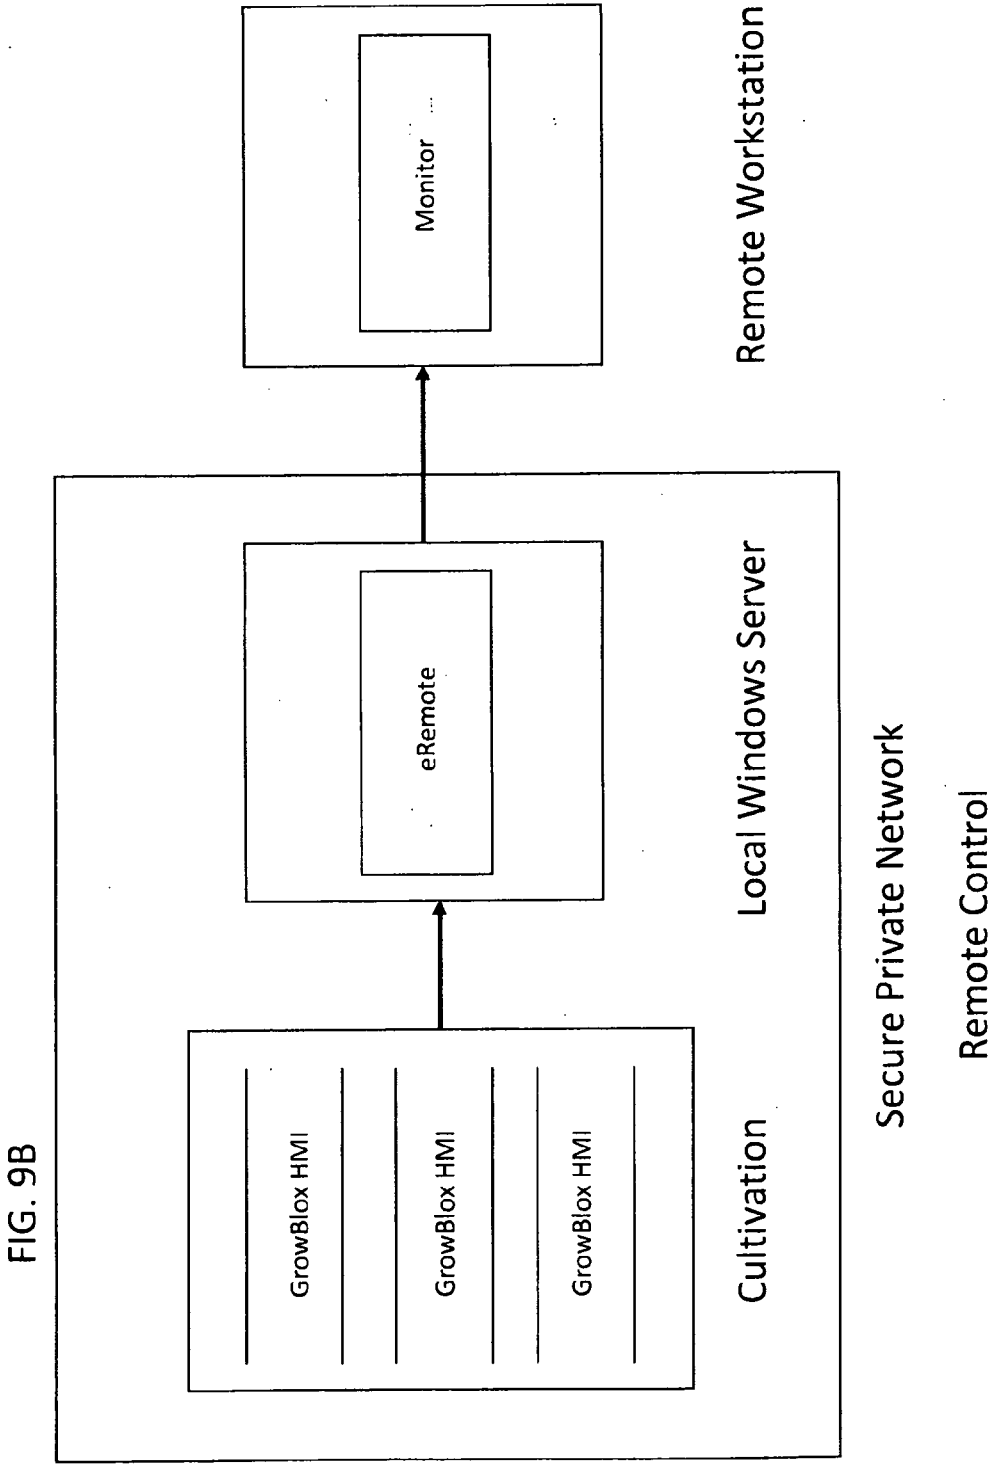 FIG. 9B
GrowBlox HMI
GrowBlox HMI
GrowBlox HMI
Cultivation
eRemote
Local Windows Server
Monitor
Remote Workstation
Secure Private Network
Remote Control